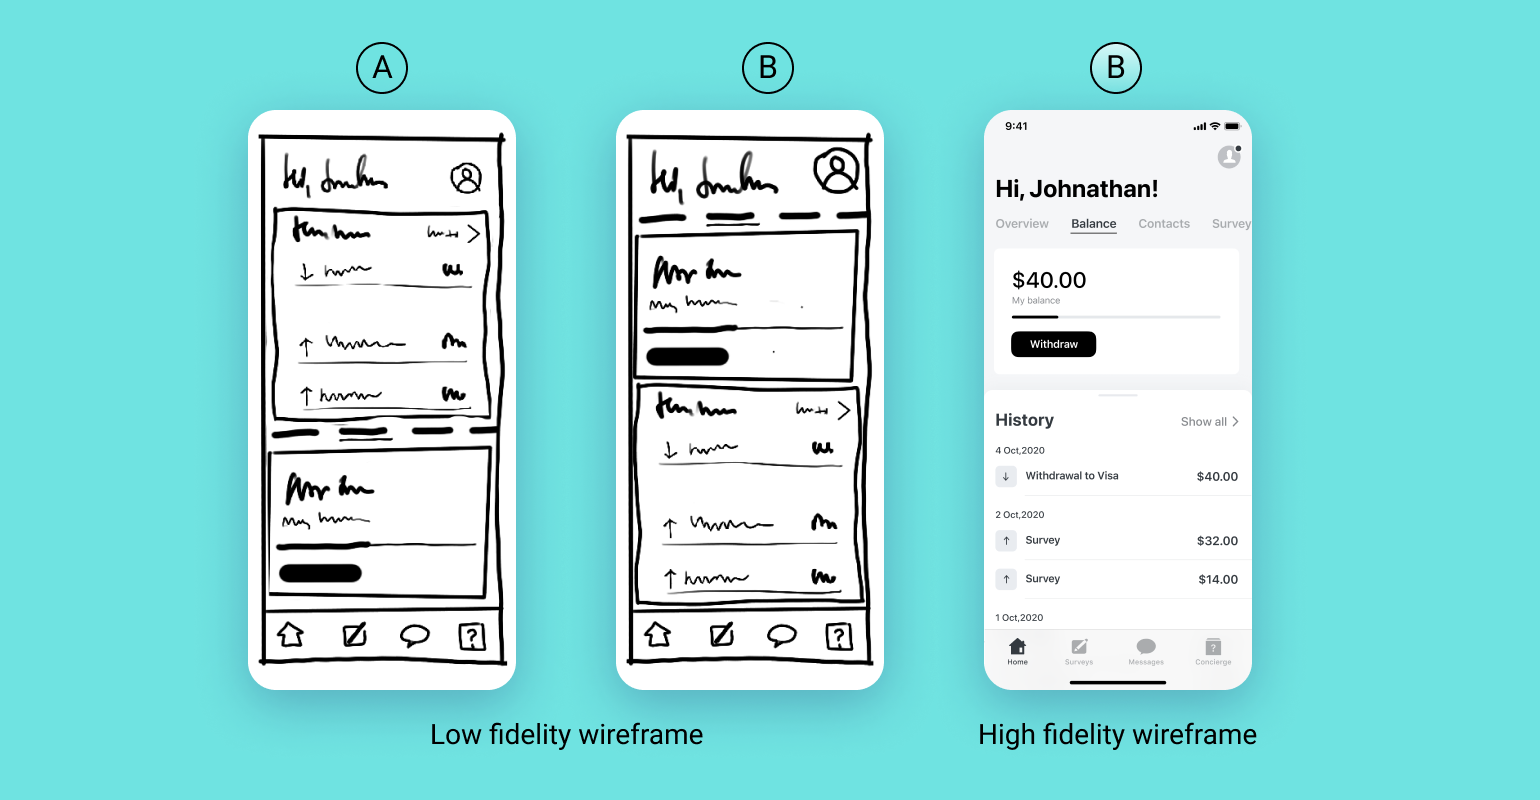 A
B
B
9:41
Hi, Johnathan!
Overview Balance Contacts Survey
$40.00
My balance
Withdraw
History Show all
4 Oct,2020
Withdrawal to Visa $40.00
2 Oct,2020
Survey $32.00
Survey $14.00
1 Oct,2020
Home Surveys Messages Concierge
?
?
?
Low fidelity wireframe
High fidelity wireframe